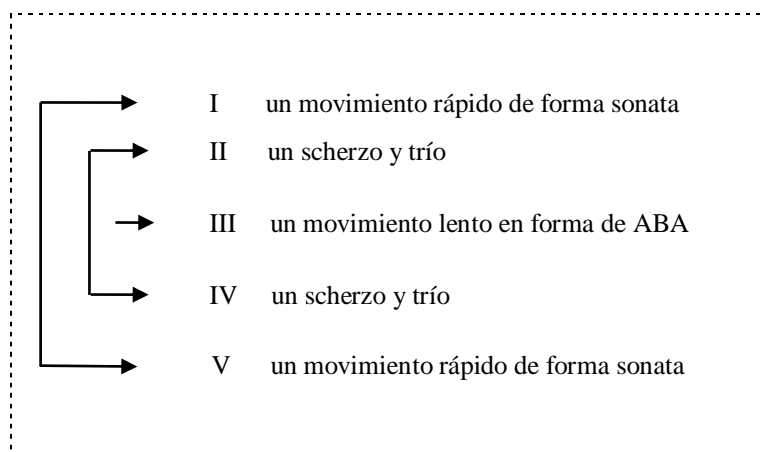 I un movimiento rápido de forma sonata
II un scherzo y trío
III un movimiento lento en forma de ABA
IV un scherzo y trío
V un movimiento rápido de forma sonata